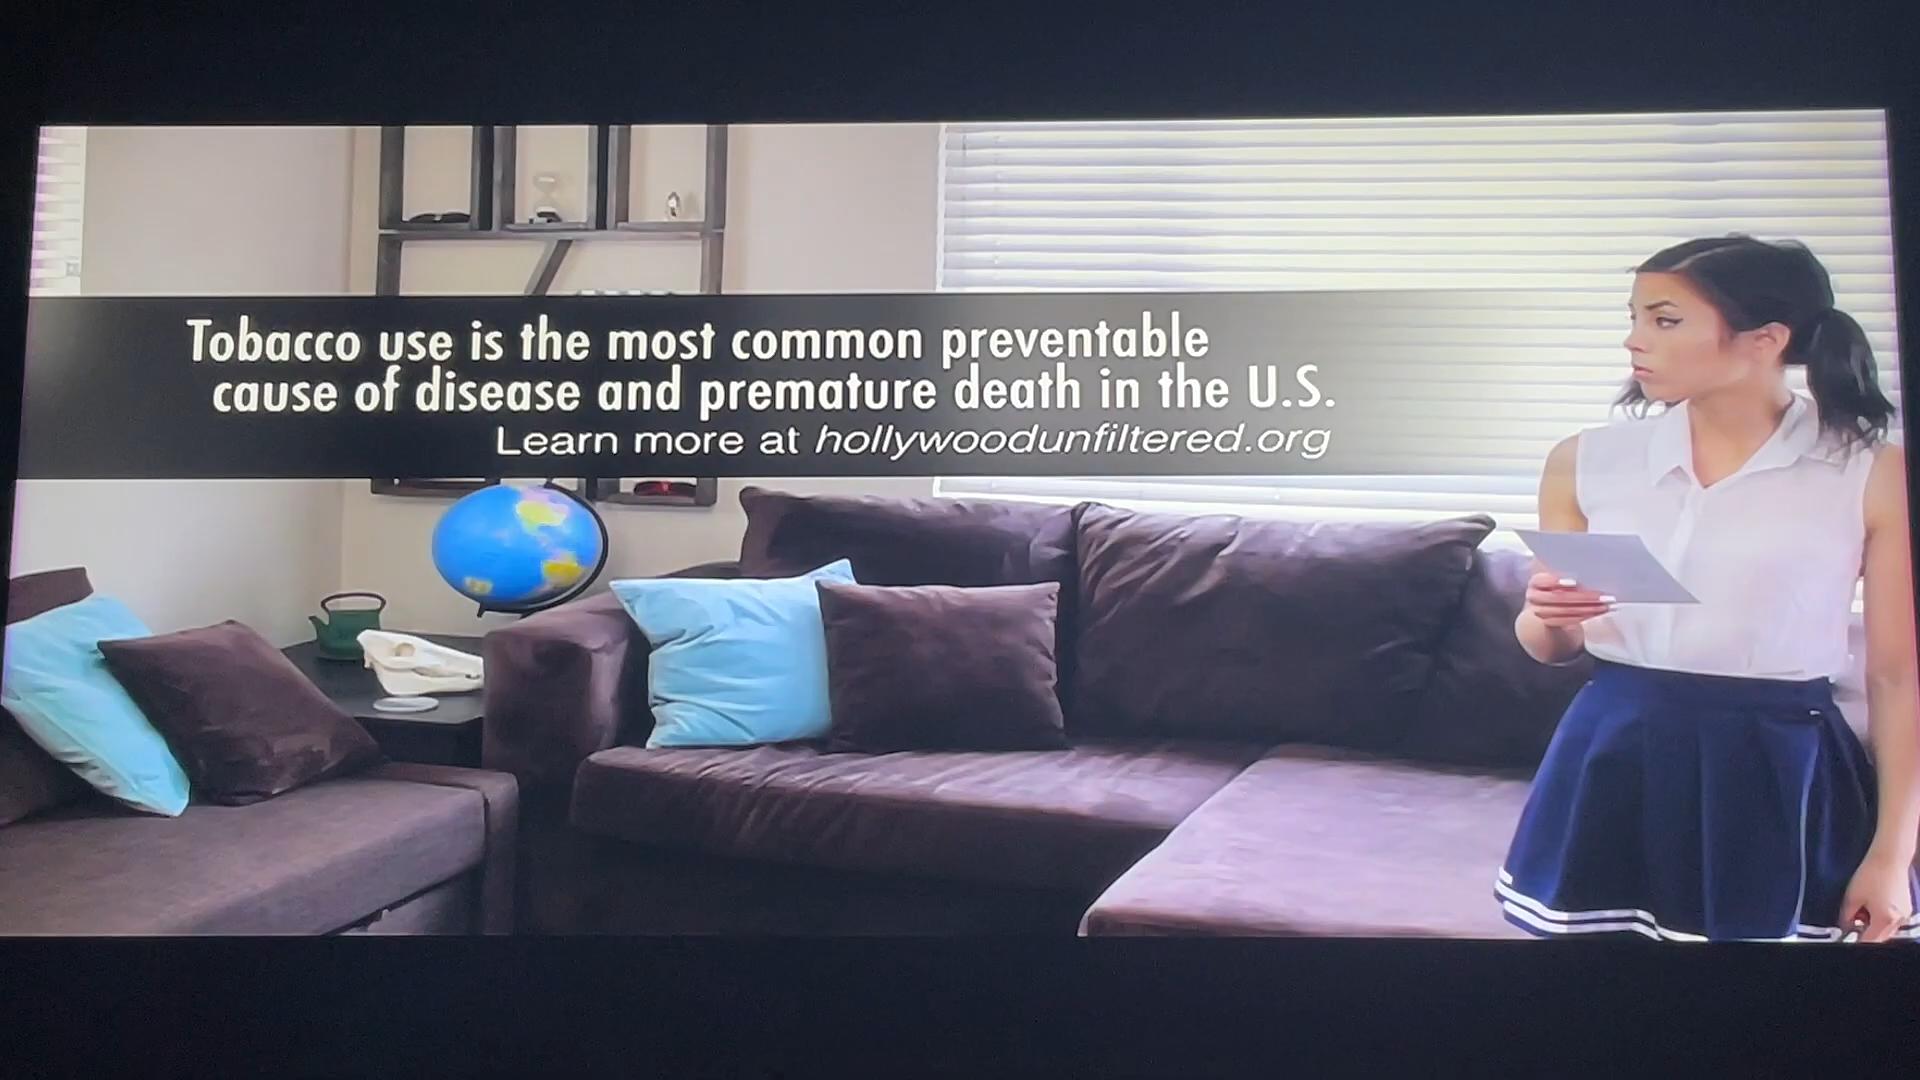 Tobacco use is the most common preventable
cause of disease and premature death in the U.S.
Learn more at hollywoodunfiltered.org